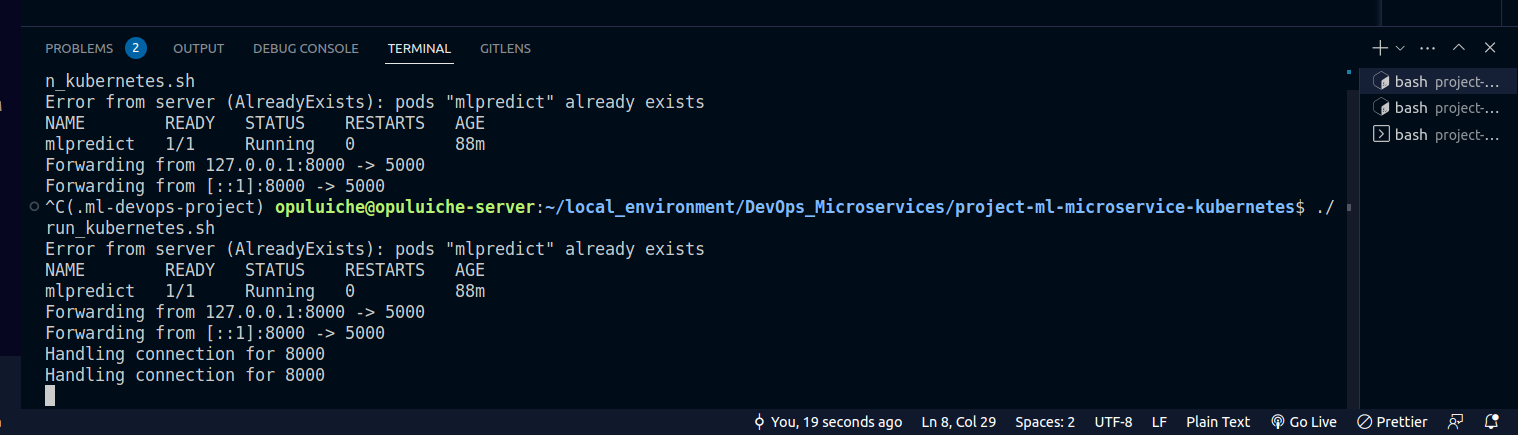 PROBLEMS 2 OUTPUT DEBUG CONSOLE TERMINAL GITLENS
n_kubernetes.sh
Error from server (AlreadyExists): pods "mlpredict" already exists
NAME READY STATUS RESTARTS AGE
mlpredict 1/1 Running 0 88m
Forwarding from 127.0.0.1:8000 -> 5000
Forwarding from [::1]:8000 -> 5000
^C(.ml-devops-project) opuluiche@opuluiche-server:~/local_environment/DevOps_Microservices/project-ml-microservice-kubernetes$ ./
run_kubernetes.sh
Error from server (AlreadyExists): pods "mlpredict" already exists
NAME READY STATUS RESTARTS AGE
mlpredict 1/1 Running 0 88m
Forwarding from 127.0.0.1:8000 -> 5000
Forwarding from [::1]:8000 -> 5000
Handling connection for 8000
Handling connection for 8000
bash project-...
bash project-...
bash project-...
You, 19 seconds ago Ln 8, Col 29 Spaces: 2 UTF-8 LF Plain Text Go Live Prettier